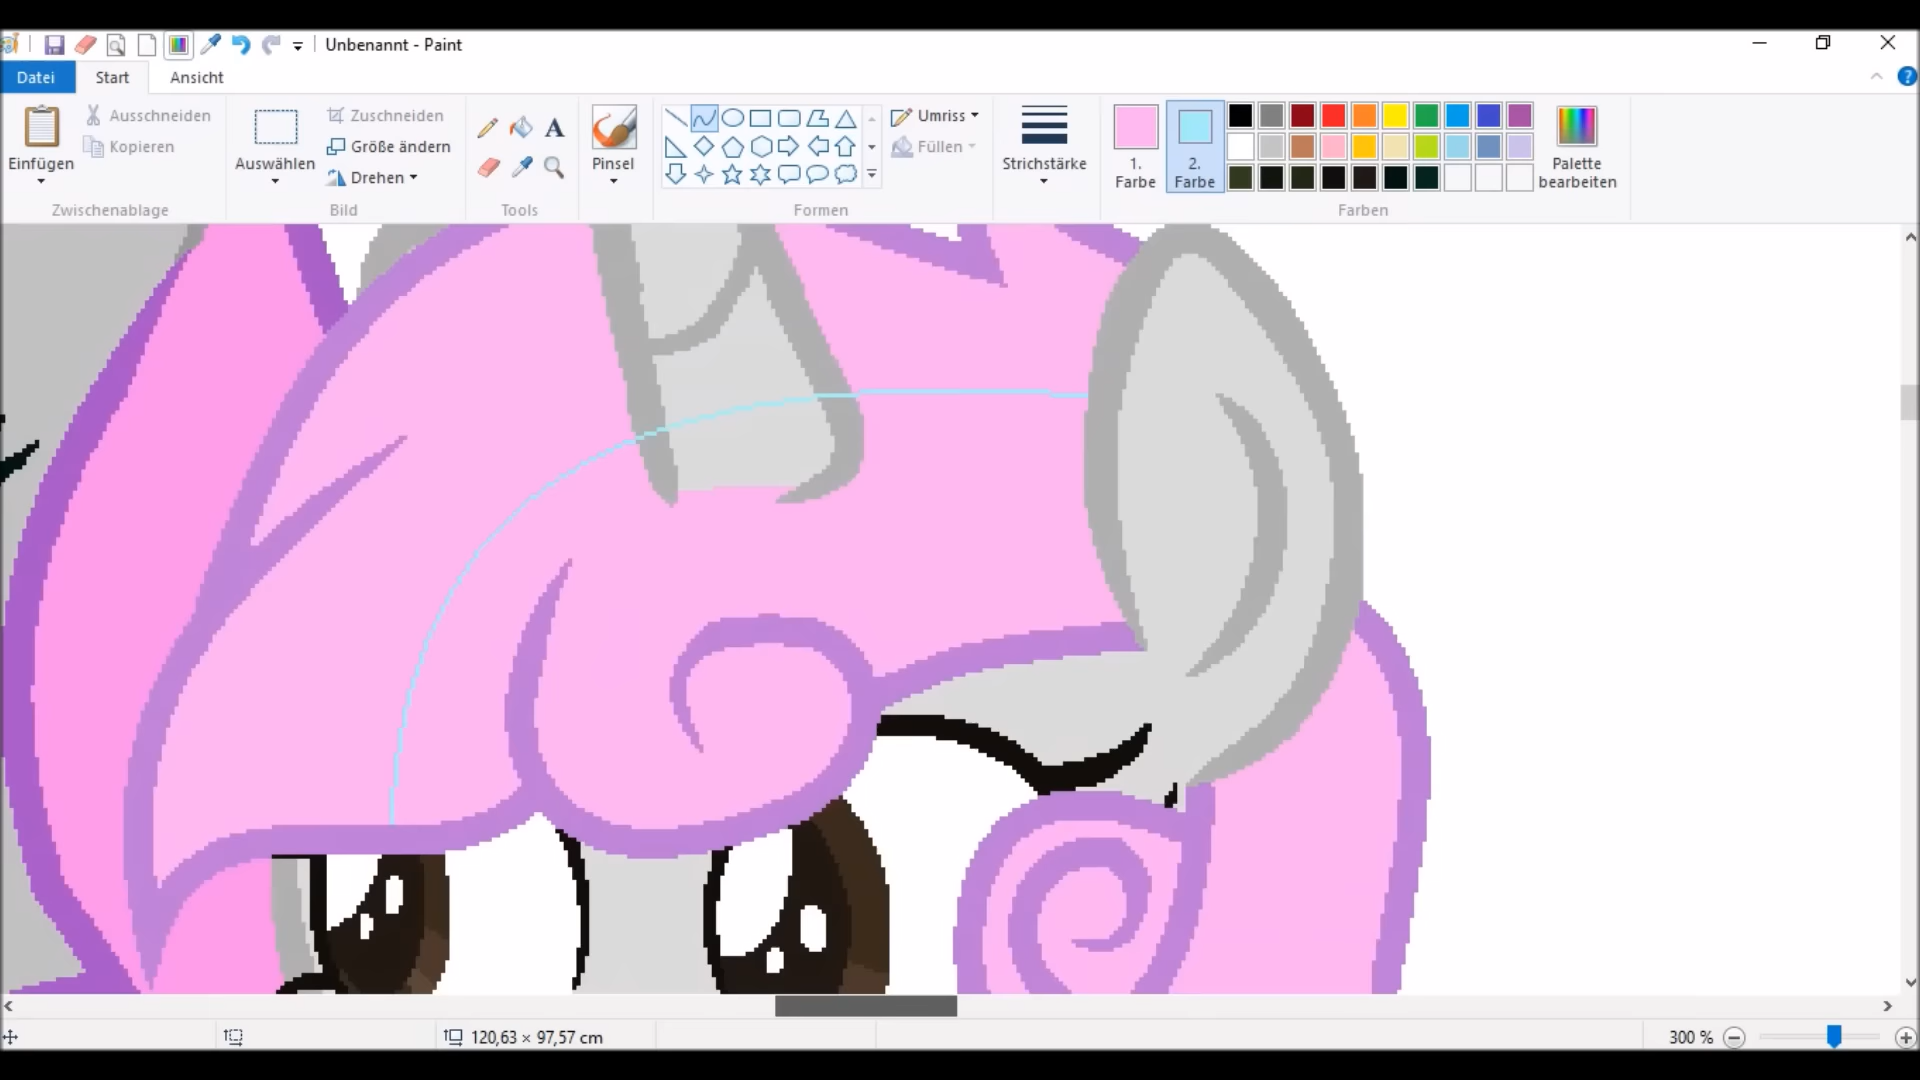 Unbenannt - Paint
Datei Start Ansicht
Einfügen
Ausschneiden
Kopieren
Zwischenablage
Auswählen
Zuschneiden
Größe ändern
Drehen
Bild
A
Tools
Pinsel
Formen
Umriss
Füllen
Strichstärke
1.
Farbe
2.
Farbe
Farben
Palette
bearbeiten
?
120,63 × 97,57 cm
300 %